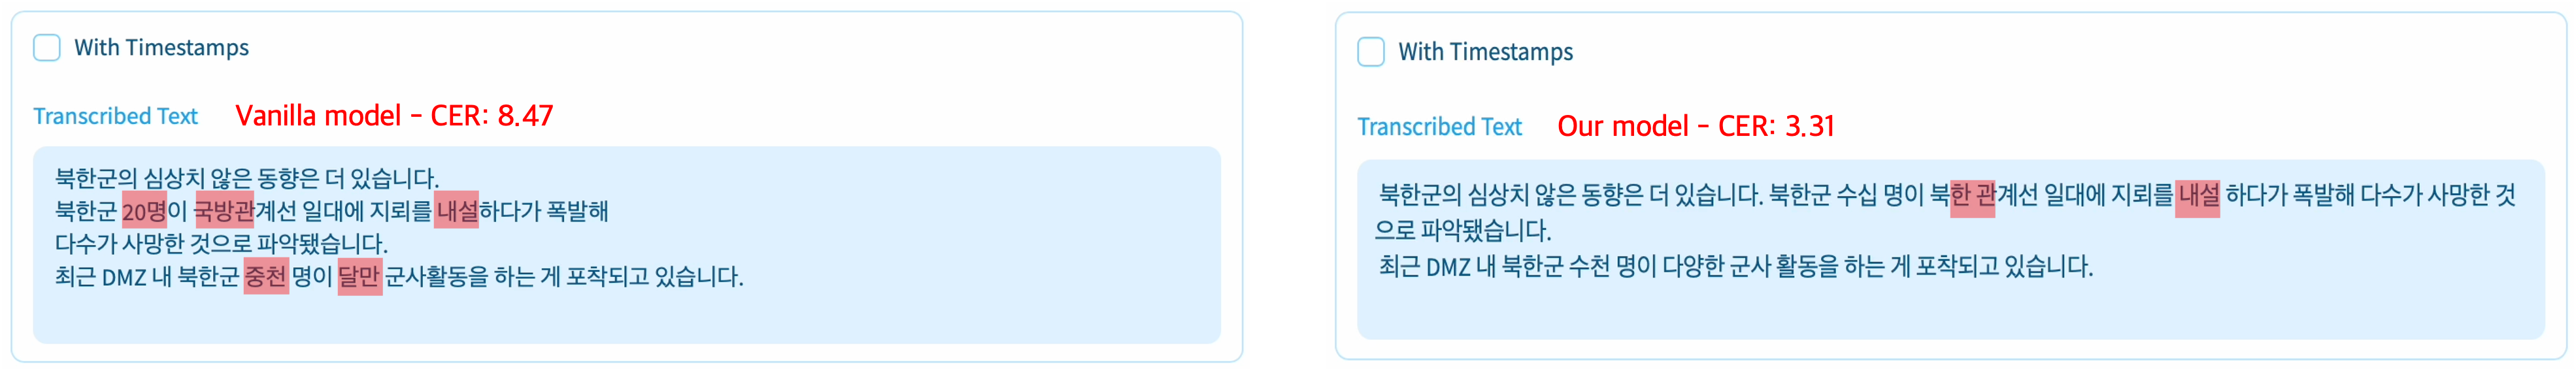 With Timestamps
Transcribed Text Vanilla model - CER: 8.47
북한군의 심상치 않은 동향은 더 있습니다.
북한군 20명이 국방관계선 일대에 지뢰를 내설하다가 폭발해
다수가 사망한 것으로 파악됐습니다.
최근 DMZ 내 북한군 중천 명이 달만 군사활동을 하는 게 포착되고 있습니다.
With Timestamps
Transcribed Text Our model - CER: 3.31
북한군의 심상치 않은 동향은 더 있습니다. 북한군 수십 명이 북한 관계선 일대에 지뢰를 내설 하다가 폭발해 다수가 사망한 것
으로 파악됐습니다.
최근 DMZ 내 북한군 수천 명이 다양한 군사 활동을 하는 게 포착되고 있습니다.